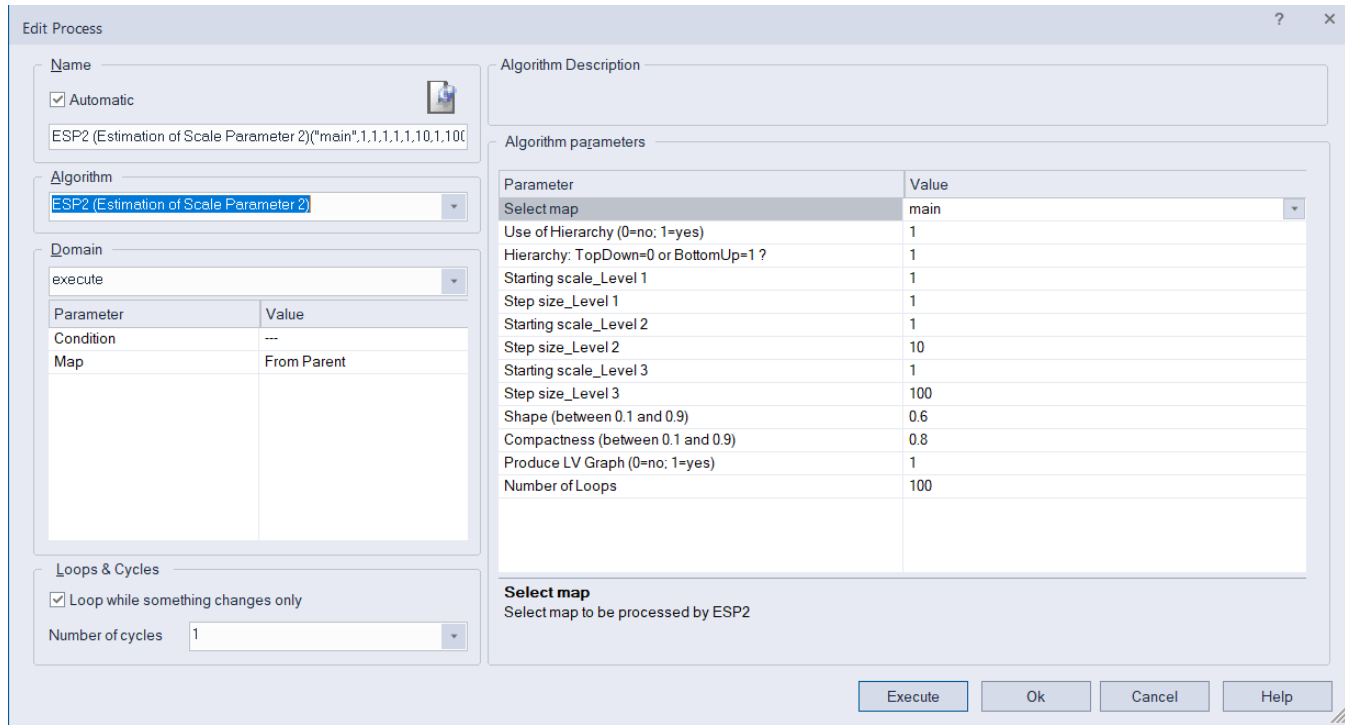 Edit Process
?
Name
Automatic
ESP2 (Estimation of Scale Parameter 2)("main",1,1,1,1,1,10,1,100
Algorithm
ESP2 (Estimation of Scale Parameter 2)
Domain
execute
Parameter Value
Condition ---
Map From Parent
Loops & Cycles
Loop while something changes only
Number of cycles 1
Algorithm Description
Algorithm parameters
Parameter Value
Select map main
Use of Hierarchy (0=no; 1=yes) 1
Hierarchy: TopDown=0 or BottomUp=1 ? 1
Starting scale_Level 1 1
Step size_Level 1 1
Starting scale_Level 2 1
Step size_Level 2 10
Starting scale_Level 3 1
Step size_Level 3 100
Shape (between 0.1 and 0.9) 0.6
Compactness (between 0.1 and 0.9) 0.8
Produce LV Graph (0=no; 1=yes) 1
Number of Loops 100
Select map
Select map to be processed by ESP2
Execute Ok Cancel Help